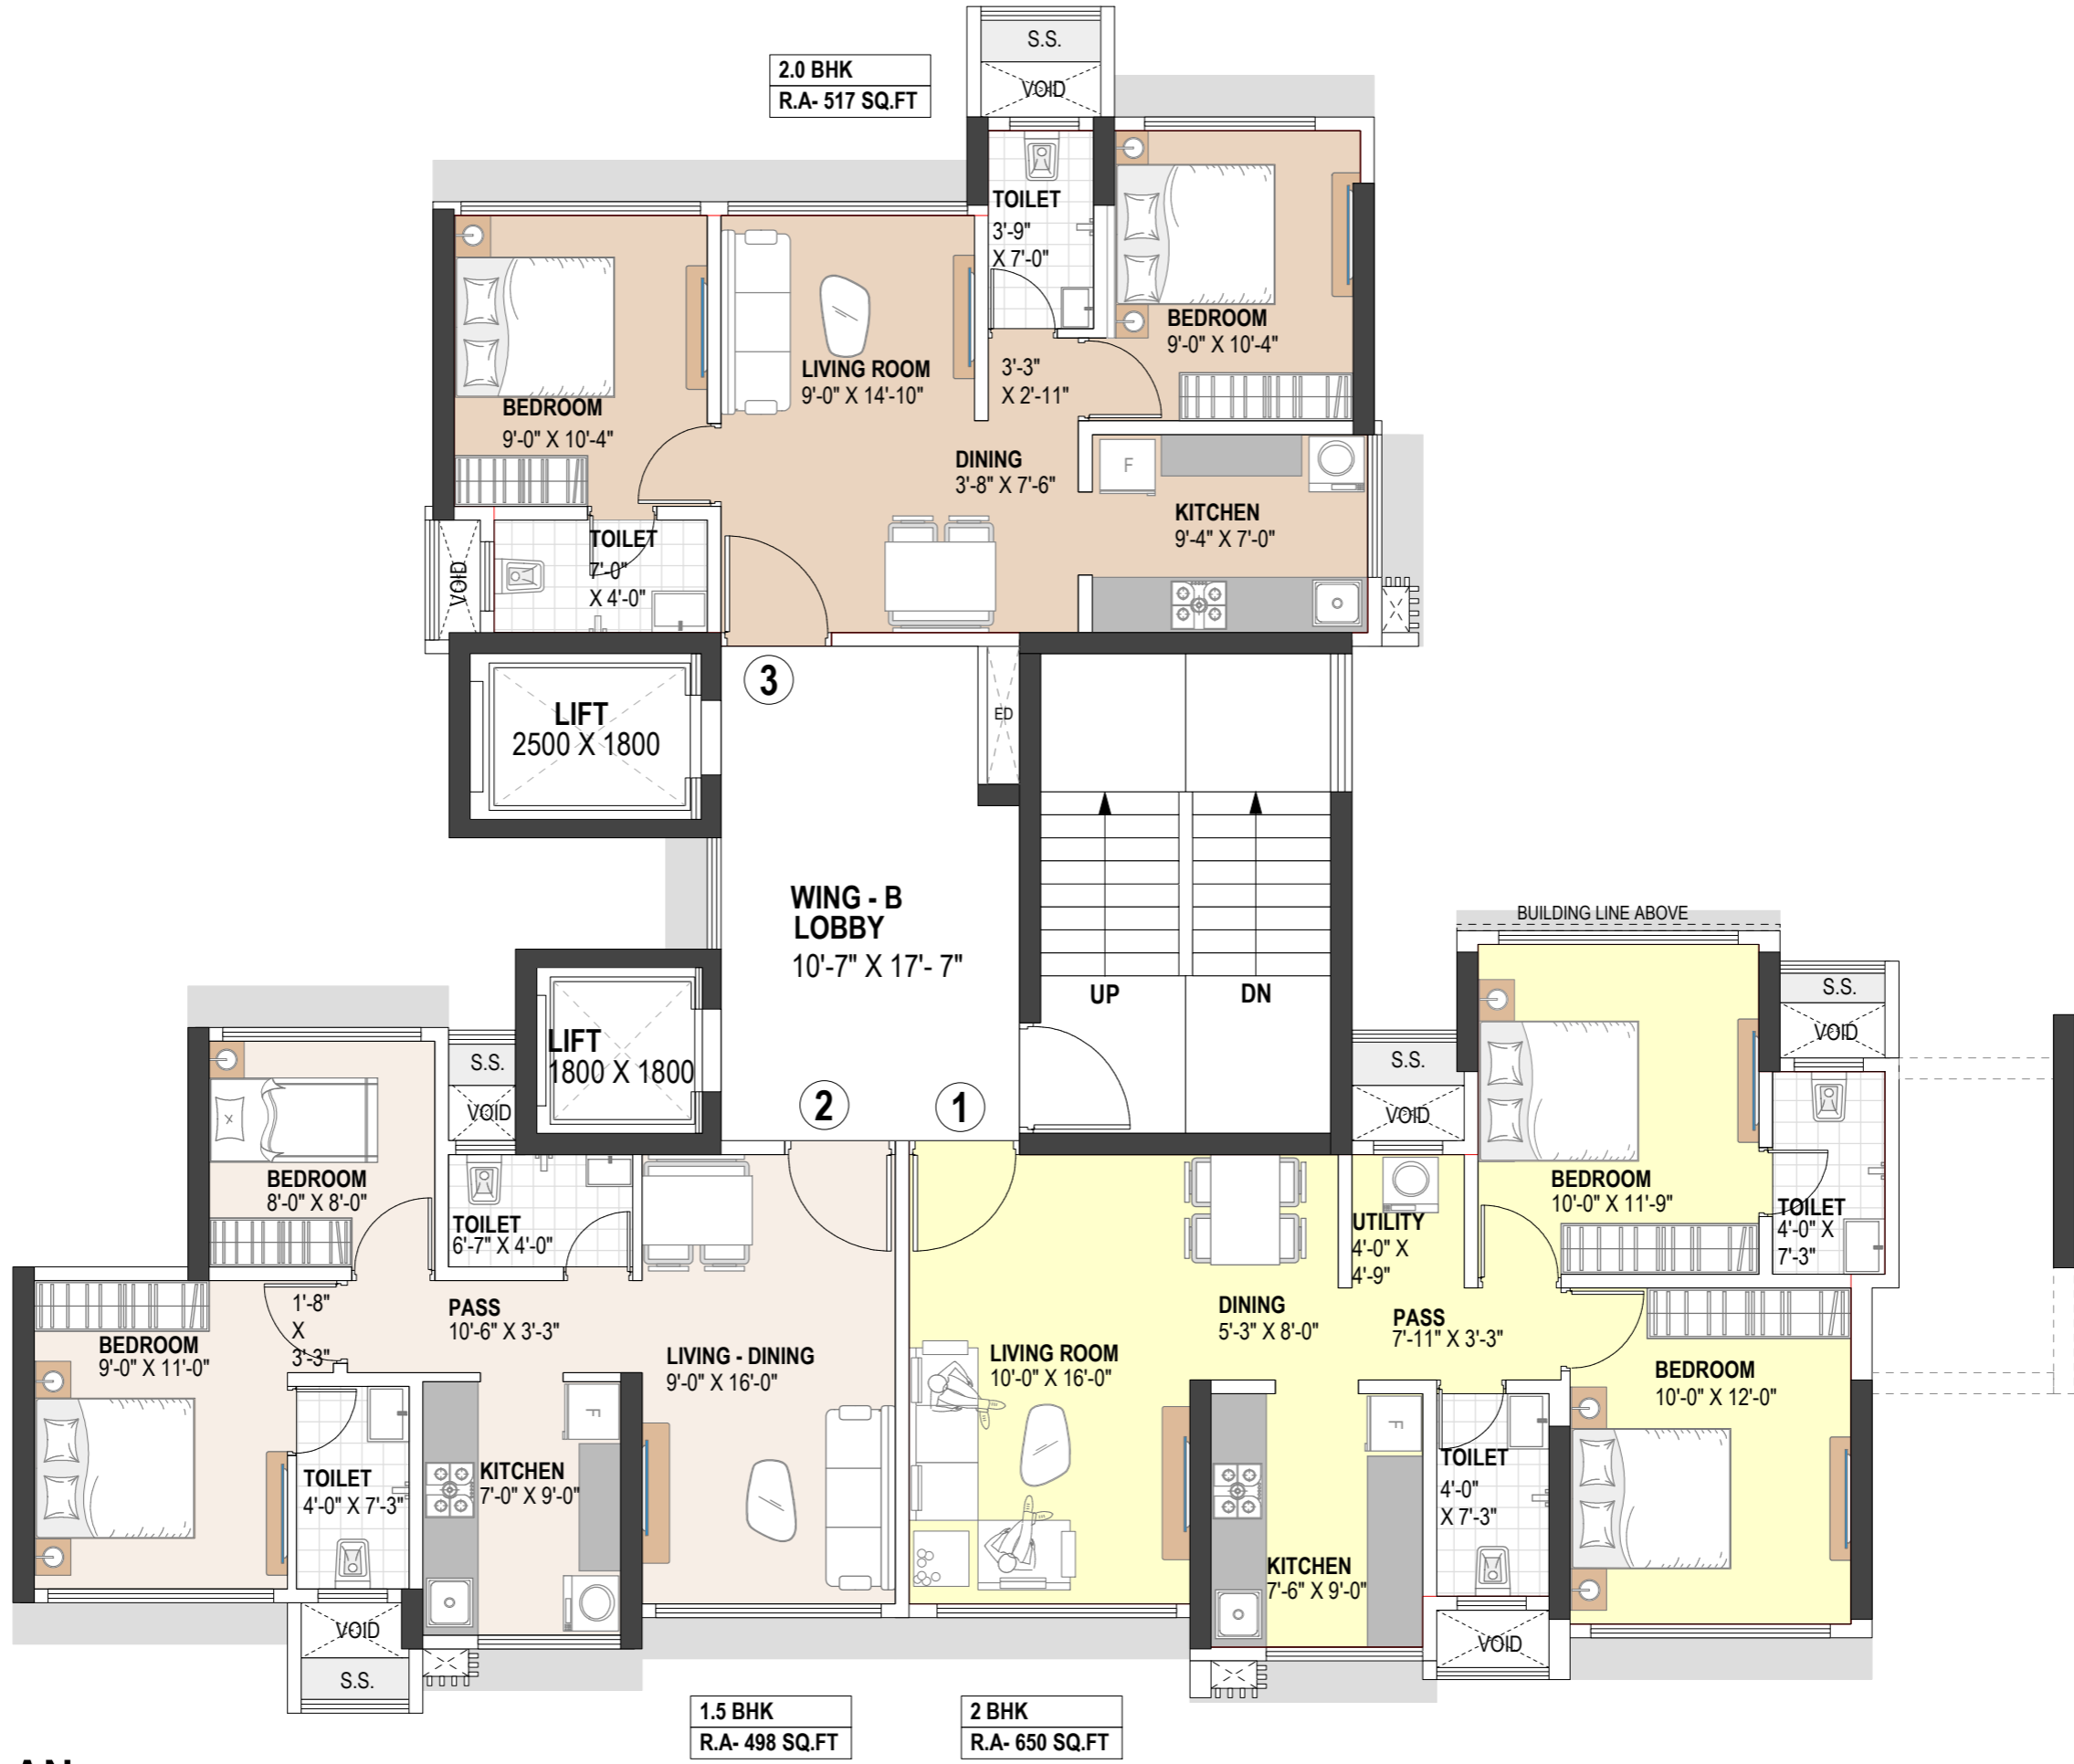 S.S.
VOID
2.0 BHK
R.A- 517 SQ.FT
TOILET
3'-9"
X 7'-0"
BEDROOM
9'-0" X 10'-4"
LIVING ROOM
9'-0" X 14'-10"
3'-3"
X 2'-11"
BEDROOM
9'-0" X 10'-4"
DINING
3'-8" X 7'-6"
F
KITCHEN
9'-4" X 7'-0"
TOILET
7'-0"
X 4'-0"
VOID
3
LIFT
2500 X 1800
ED
WING - B
LOBBY
10'-7" X 17'- 7"
UP
DN
LIFT
1800 X 1800
2
1
BUILDING LINE ABOVE
S.S.
VOID
S.S.
VOID
S.S.
VOID
BEDROOM
8'-0" X 8'-0"
TOILET
6'-7" X 4'-0"
UTILITY
4'-0" X
4'-9"
BEDROOM
10'-0" X 11'-9"
TOILET
4'-0" X
7'-3"
1'-8"
X
3'-3"
PASS
10'-6" X 3'-3"
BEDROOM
9'-0" X 11'-0"
LIVING - DINING
9'-0" X 16'-0"
LIVING ROOM
10'-0" X 16'-0"
DINING
5'-3" X 8'-0"
PASS
7'-11" X 3'-3"
BEDROOM
10'-0" X 12'-0"
F
F
TOILET
4'-0" X 7'-3"
KITCHEN
7'-0" X 9'-0"
KITCHEN
7'-6" X 9'-0"
TOILET
4'-0"
X 7'-3"
VOID
S.S.
VOID
1.5 BHK
R.A- 498 SQ.FT
2 BHK
R.A- 650 SQ.FT